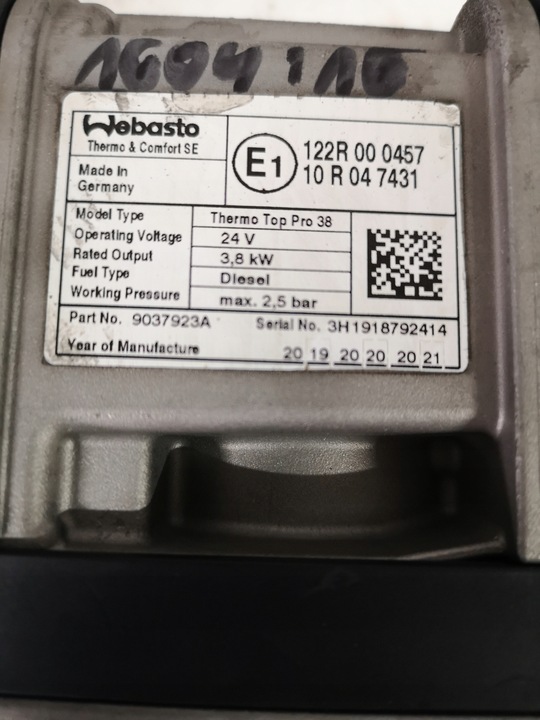 1604:10
Webasto
Thermo & Comfort SE
Made In
Germany
E1
122R 00 0457
10 R 04 7431
Model Type Thermo Top Pro 38
Operating Voltage 24 V
Rated Output 3,8 kW
Fuel Type Diesel
Working Pressure max. 2,5 bar
Part No. 9037923A Serial No. 3H1918792414
Year of Manufacture 20 19 20 20 20 21